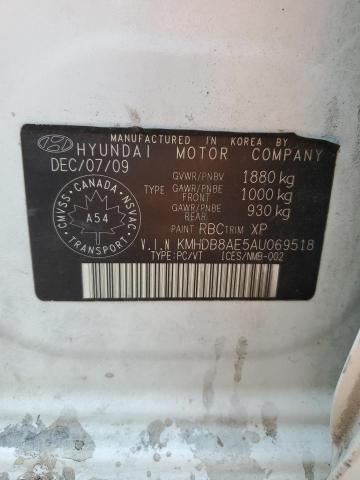 MANUFACTURED IN KOREA BY
HYUNDAI MOTOR COMPANY
DEC/07/09
GVWR/PNBV 1880 kg
TYPE GAWR/PNBE FRONT 1000 kg
GAWR/PNBE REAR. 930 kg
PAINT RBC TRIM XP
V.I.N KMHDB8AE5AU069518
TYPE:PC/VT ICES/NMB-002
CANADA
CMVSS NSVAC
A 54
TRANSPORT